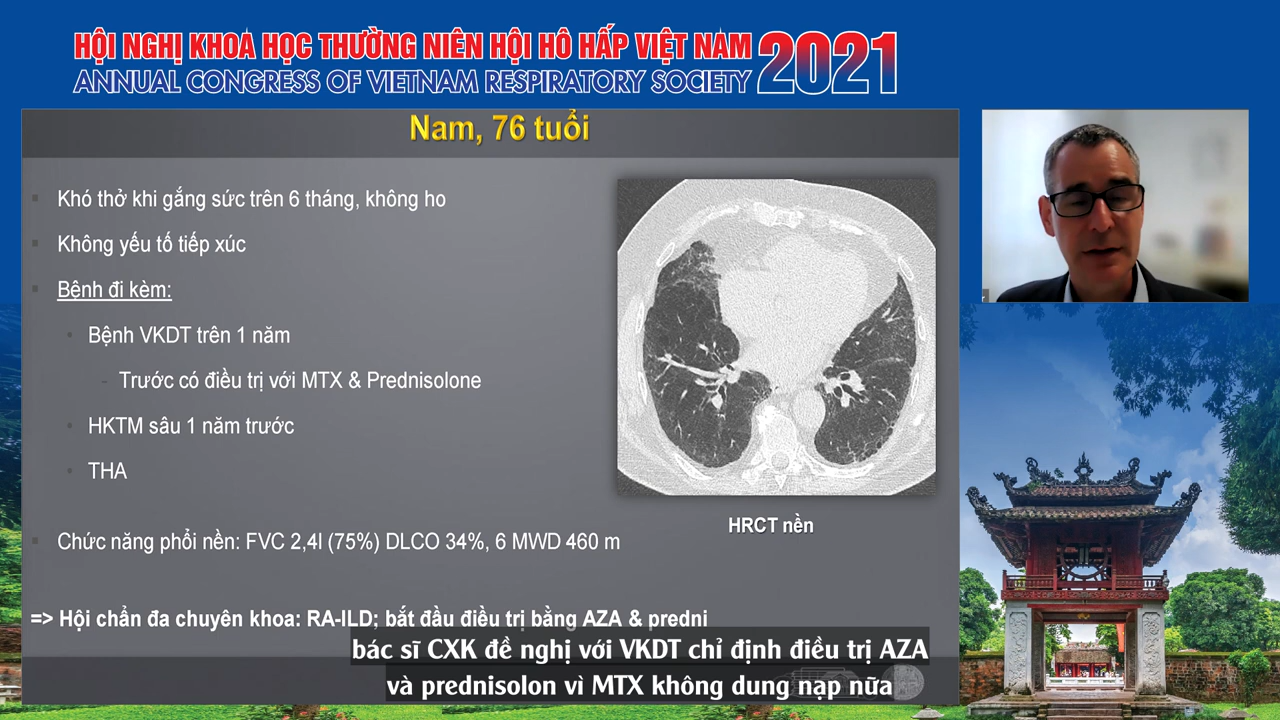 HỘI NGHỊ KHOA HỌC THƯỜNG NIÊN HỘI HÔ HẤP VIỆT NAM 2021
ANNUAL CONGRESS OF VIETNAM RESPIRATORY SOCIETY
Nam, 76 tuổi
Khó thở khi gắng sức trên 6 tháng, không ho
Không yếu tố tiếp xúc
Bệnh đi kèm:
Bệnh VKDT trên 1 năm
- Trước có điều trị với MTX & Prednisolone
HKTM sâu 1 năm trước
THA
HRCT nền
Chức năng phổi nền: FVC 2,4l (75%) DLCO 34%, 6 MWD 460 m
=> Hội chẩn đa chuyên khoa: RA-ILD; bắt đầu điều trị bằng AZA & predni
bác sĩ CXK đề nghị với VKDT chỉ định điều trị AZA
và prednisolon vì MTX không dung nạp nữa